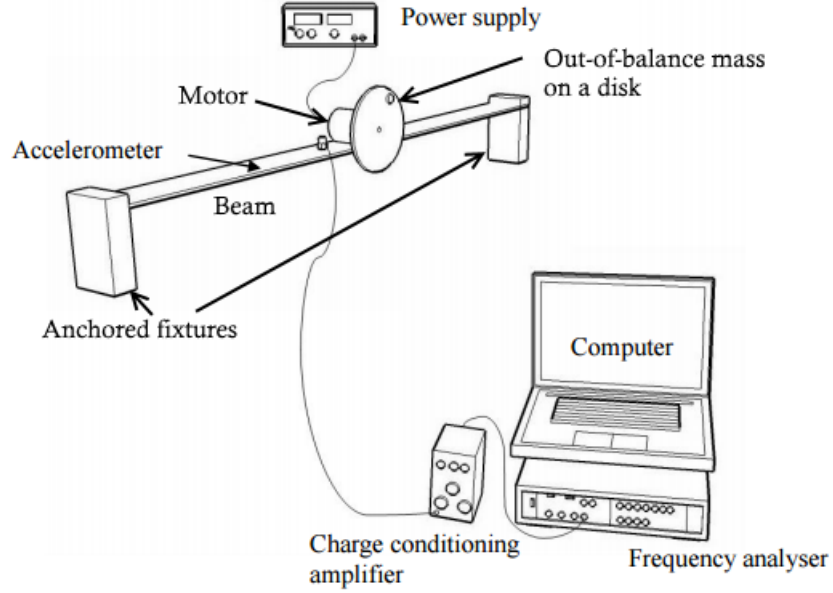 Power supply
Out-of-balance mass
on a disk
Motor
Accelerometer
Beam
Anchored fixtures
Computer
Charge conditioning
amplifier
Frequency analyser